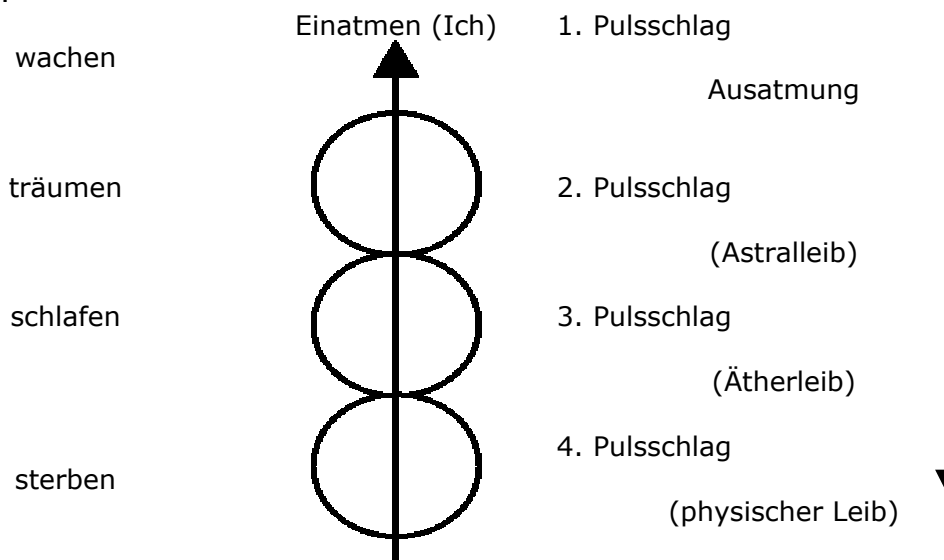 Einatmen (Ich) 1. Pulsschlag
wachen
Ausatmung
träumen 2. Pulsschlag
(Astralleib)
schlafen 3. Pulsschlag
(Ätherleib)
4. Pulsschlag
sterben
(physischer Leib)